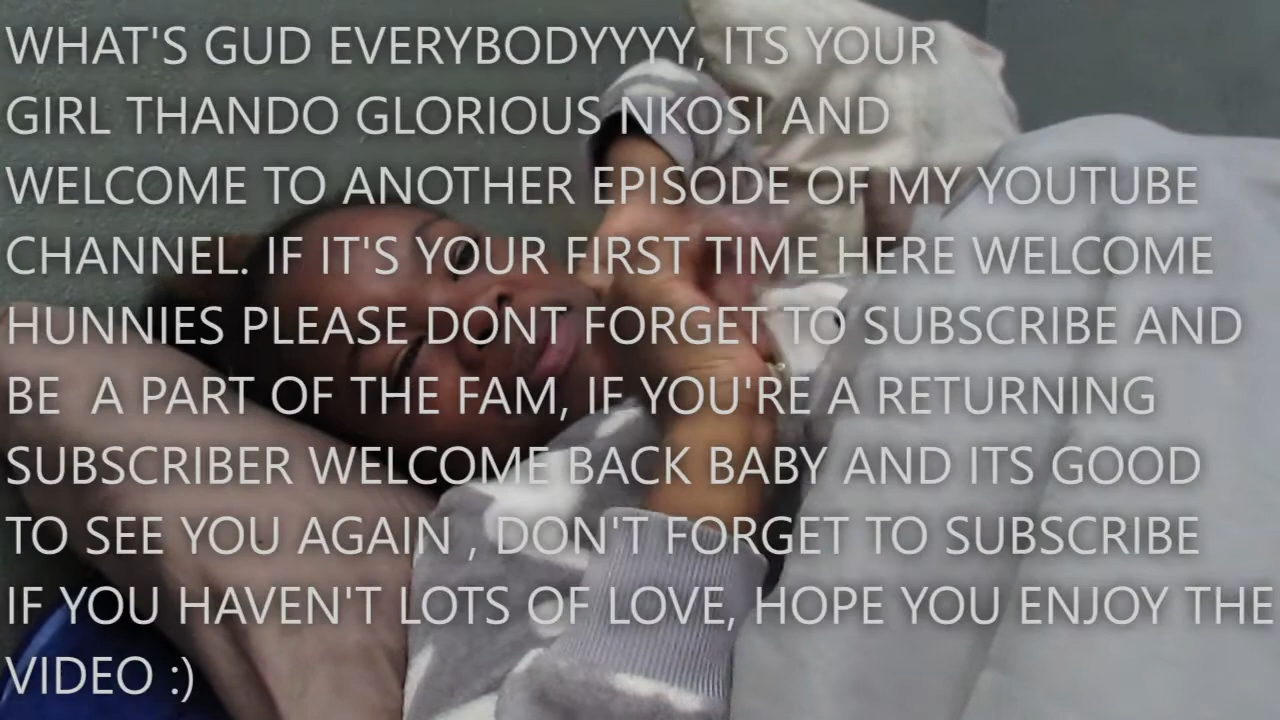 WHAT'S GUD EVERYBODYYYY, ITS YOUR
GIRL THANDO GLORIOUS NKOSI AND
WELCOME TO ANOTHER EPISODE OF MY YOUTUBE
CHANNEL. IF IT'S YOUR FIRST TIME HERE WELCOME
HUNNIES PLEASE DONT FORGET TO SUBSCRIBE AND
BE  A PART OF THE FAM, IF YOU'RE A RETURNING
SUBSCRIBER WELCOME BACK BABY AND ITS GOOD
TO SEE YOU AGAIN , DON'T FORGET TO SUBSCRIBE
IF YOU HAVEN'T LOTS OF LOVE, HOPE YOU ENJOY THE
VIDEO :)